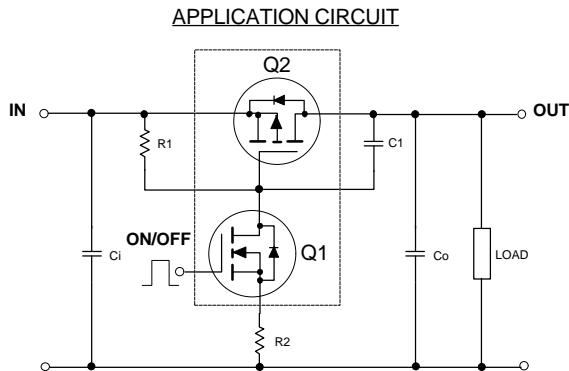 APPLICATION CIRCUIT
Q2
IN
OUT
R1
C1
ON/OFF
Q1
Ci
Co
LOAD
R2